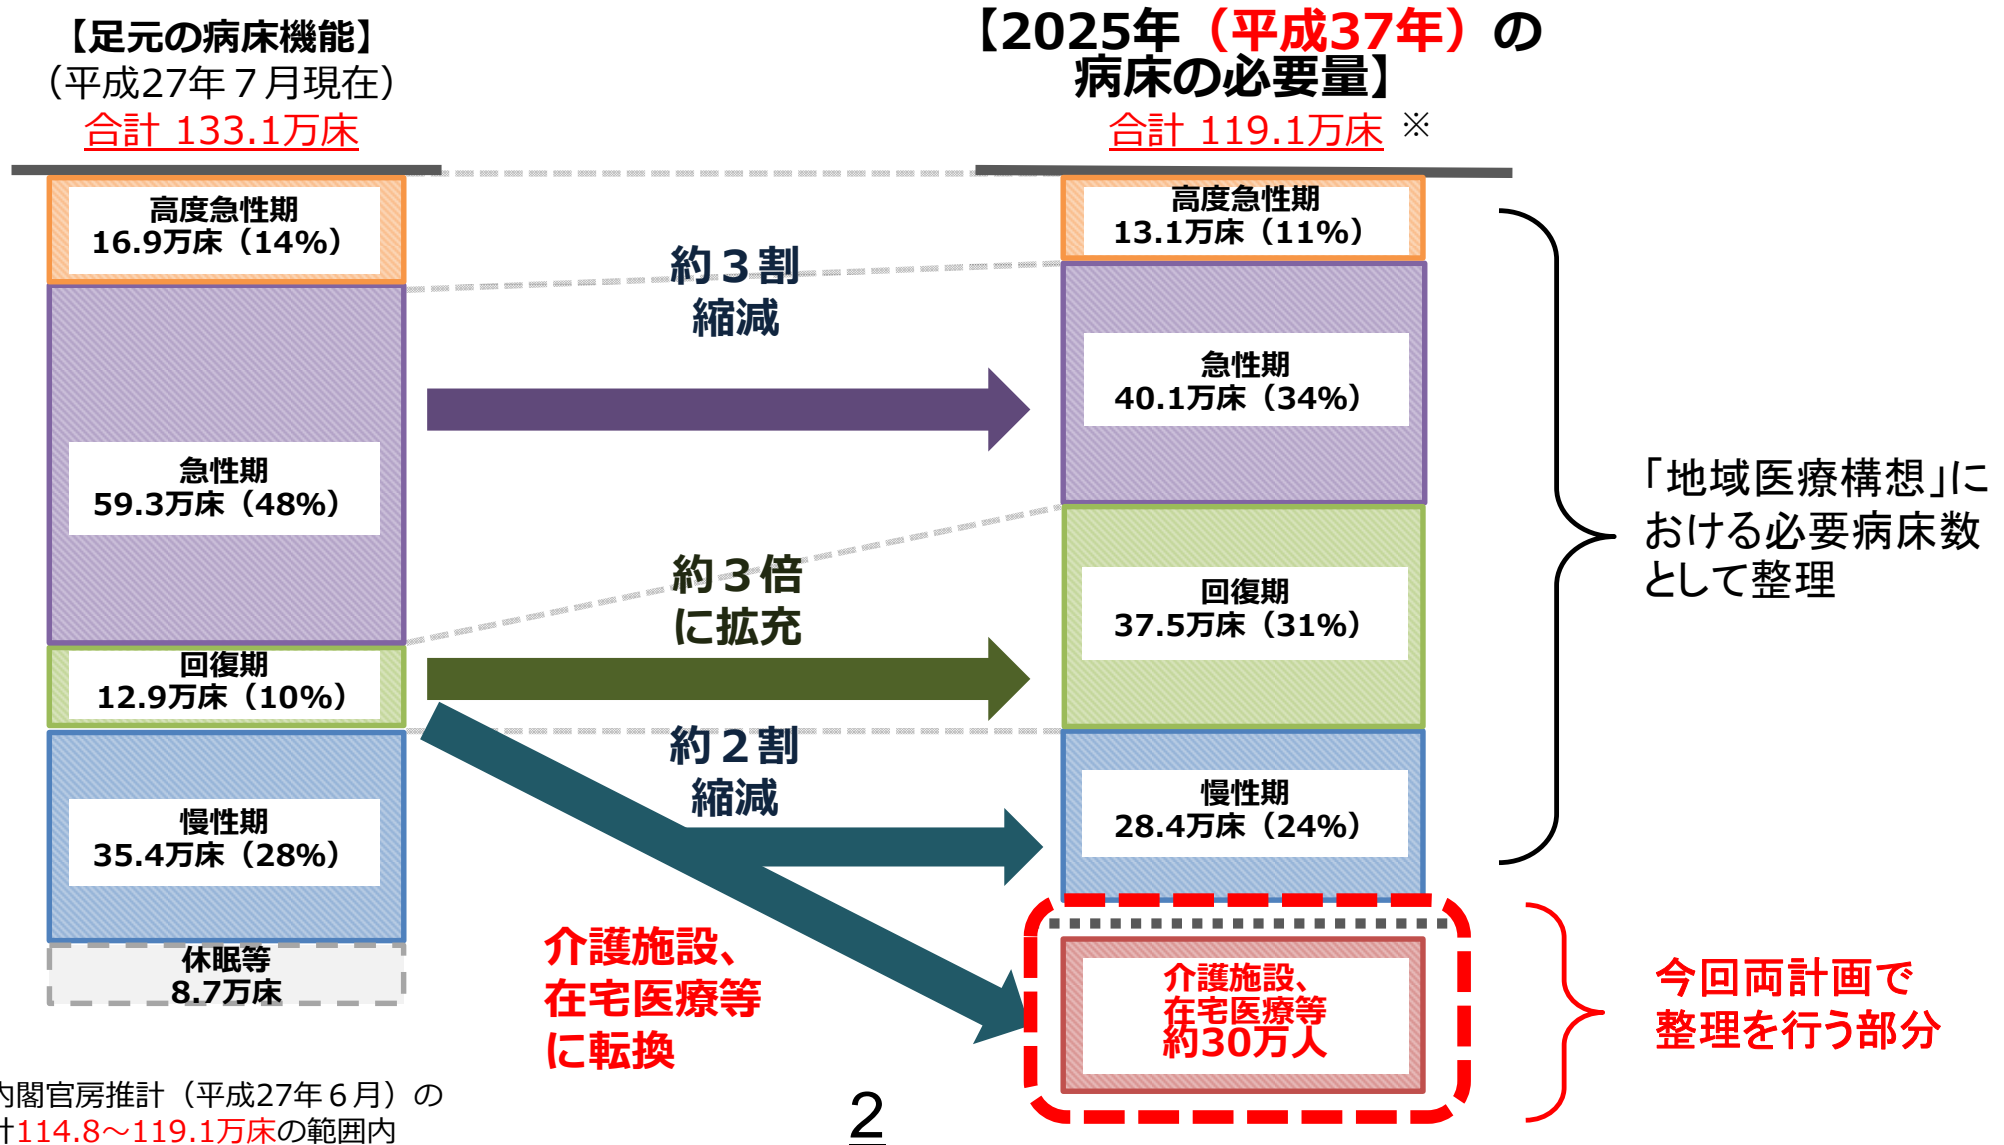 【足元の病床機能】
（平成27年７月現在）
合計 133.1万床
高度急性期
16.9万床（14%）
急性期
59.3万床（48%）
回復期
12.9万床（10%）
慢性期
35.4万床（28%）
休眠等
8.7万床
内閣官房推計（平成27年６月）の
計114.8～119.1万床の範囲内
約３割
縮減
約３倍
に拡充
約２割
縮減
介護施設、
在宅医療等
に転換
【2025年（平成37年）の
病床の必要量】
合計 119.1万床 ※
高度急性期
13.1万床（11%）
急性期
40.1万床（34%）
回復期
37.5万床（31%）
慢性期
28.4万床（24%）
介護施設、
在宅医療等
約30万人
「地域医療構想」に
おける必要病床数
として整理
今回両計画で
整理を行う部分
2